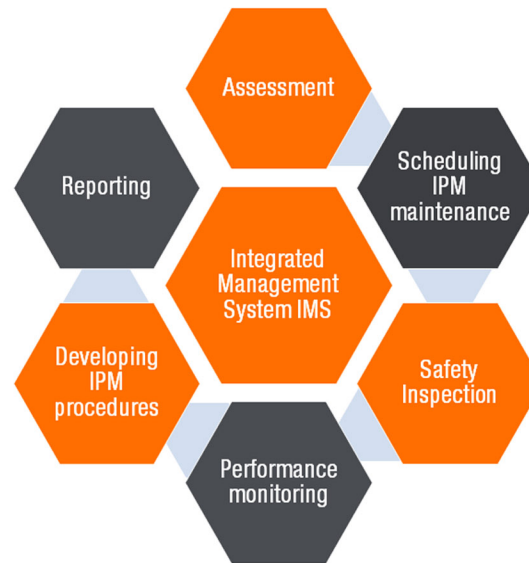 Assessment
Scheduling
IPM
maintenance
Reporting
Integrated
Management
System IMS
Developing
IPM
procedures
Safety
Inspection
Performance
monitoring